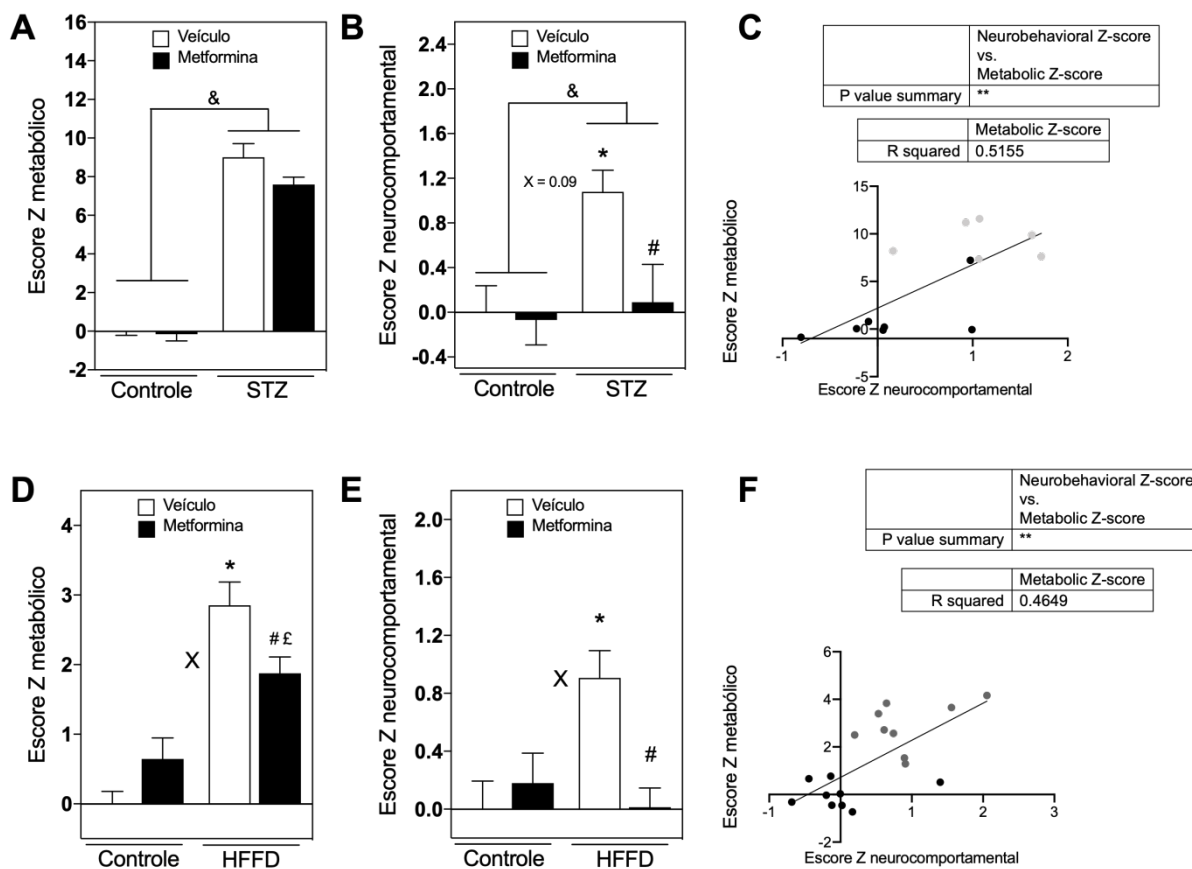 A
Veículo
Metformina
&
Escore Z metabólico
16
14
12
10
8
6
4
2
0
-2
Controle
STZ
B
Veículo
Metformina
&
*
X = 0.09
#
Escore Z neurocomportamental
2.4
2.0
1.6
1.2
0.8
0.4
0.0
-0.4
Controle
STZ
C
Neurobehavioral Z-score
vs.
Metabolic Z-score
P value summary
**
Metabolic Z-score
R squared
0.5155
Escore Z metabólico
15
10
5
0
-5
-1
0
1
2
Escore Z neurocomportamental
D
Veículo
Metformina
*
X
#£
Escore Z metabólico
4
3
2
1
0
Controle
HFFD
E
Veículo
Metformina
*
X
#
Escore Z neurocomportamental
2.0
1.6
1.2
0.8
0.4
0.0
Controle
HFFD
F
Neurobehavioral Z-score
vs.
Metabolic Z-score
P value summary
**
Metabolic Z-score
R squared
0.4649
Escore Z metabólico
6
4
2
0
-2
-1
0
1
2
3
Escore Z neurocomportamental